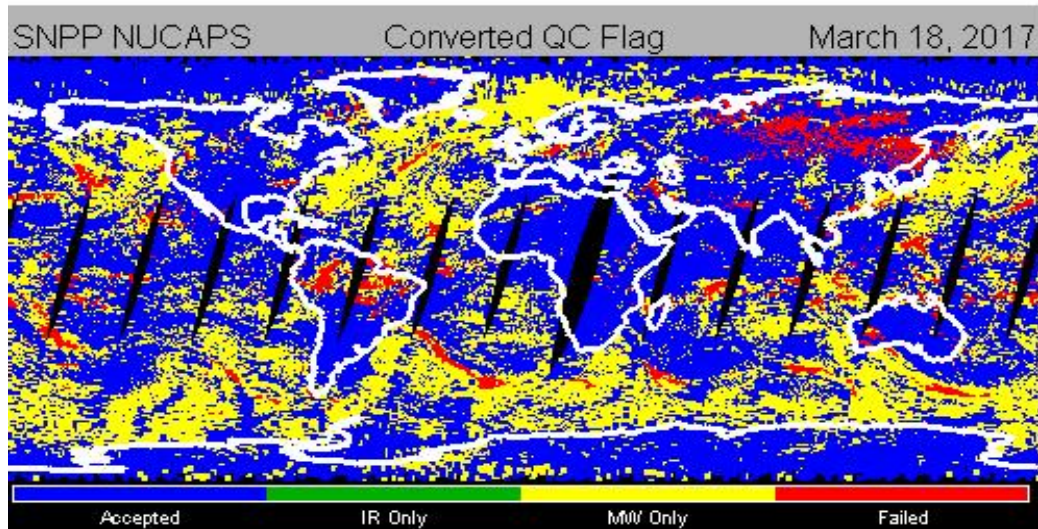 SNPP NUCAPS Converted QC Flag March 18, 2017
Accepted IR Only MW Only Failed